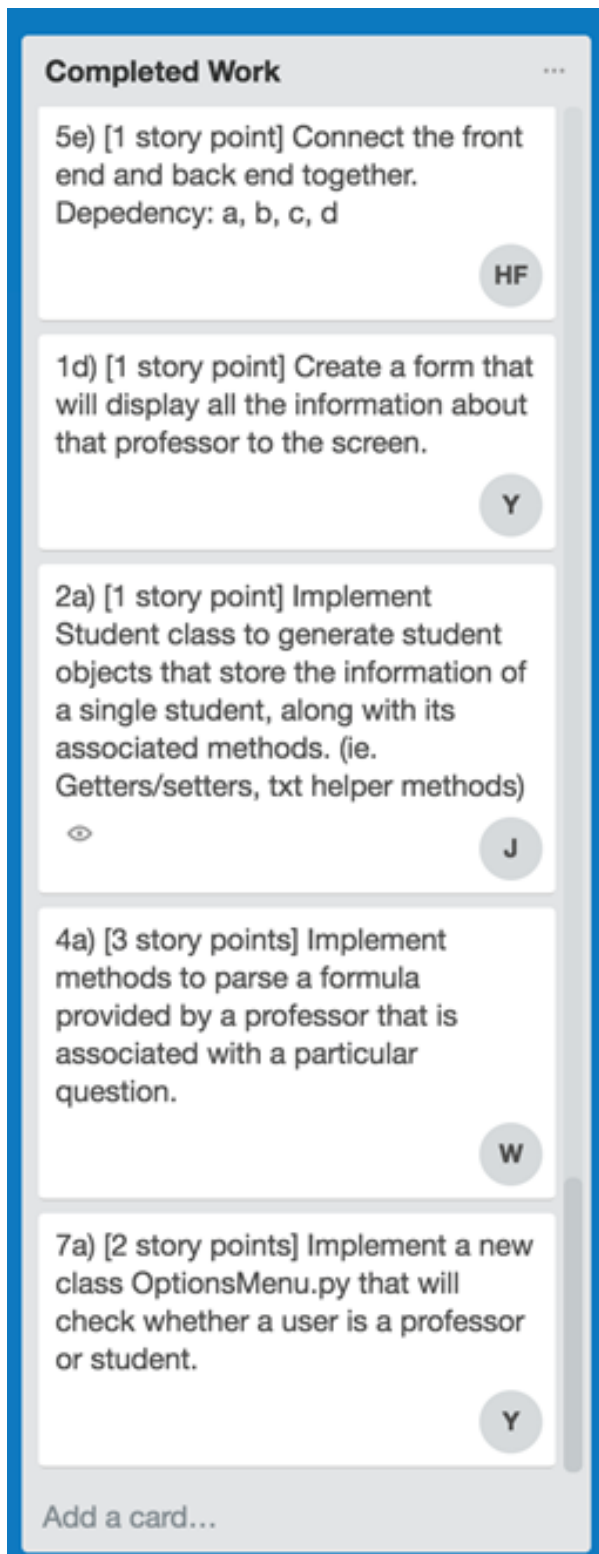 Completed Work
5e) [1 story point] Connect the front
end and back end together.
Depedency: a, b, c, d
HF
1d) [1 story point] Create a form that
will display all the information about
that professor to the screen.
Y
2a) [1 story point] Implement
Student class to generate student
objects that store the information of
a single student, along with its
associated methods. (ie.
Getters/setters, txt helper methods)
J
4a) [3 story points] Implement
methods to parse a formula
provided by a professor that is
associated with a particular
question.
W
7a) [2 story points] Implement a new
class OptionsMenu.py that will
check whether a user is a professor
or student.
Y
Add a card...